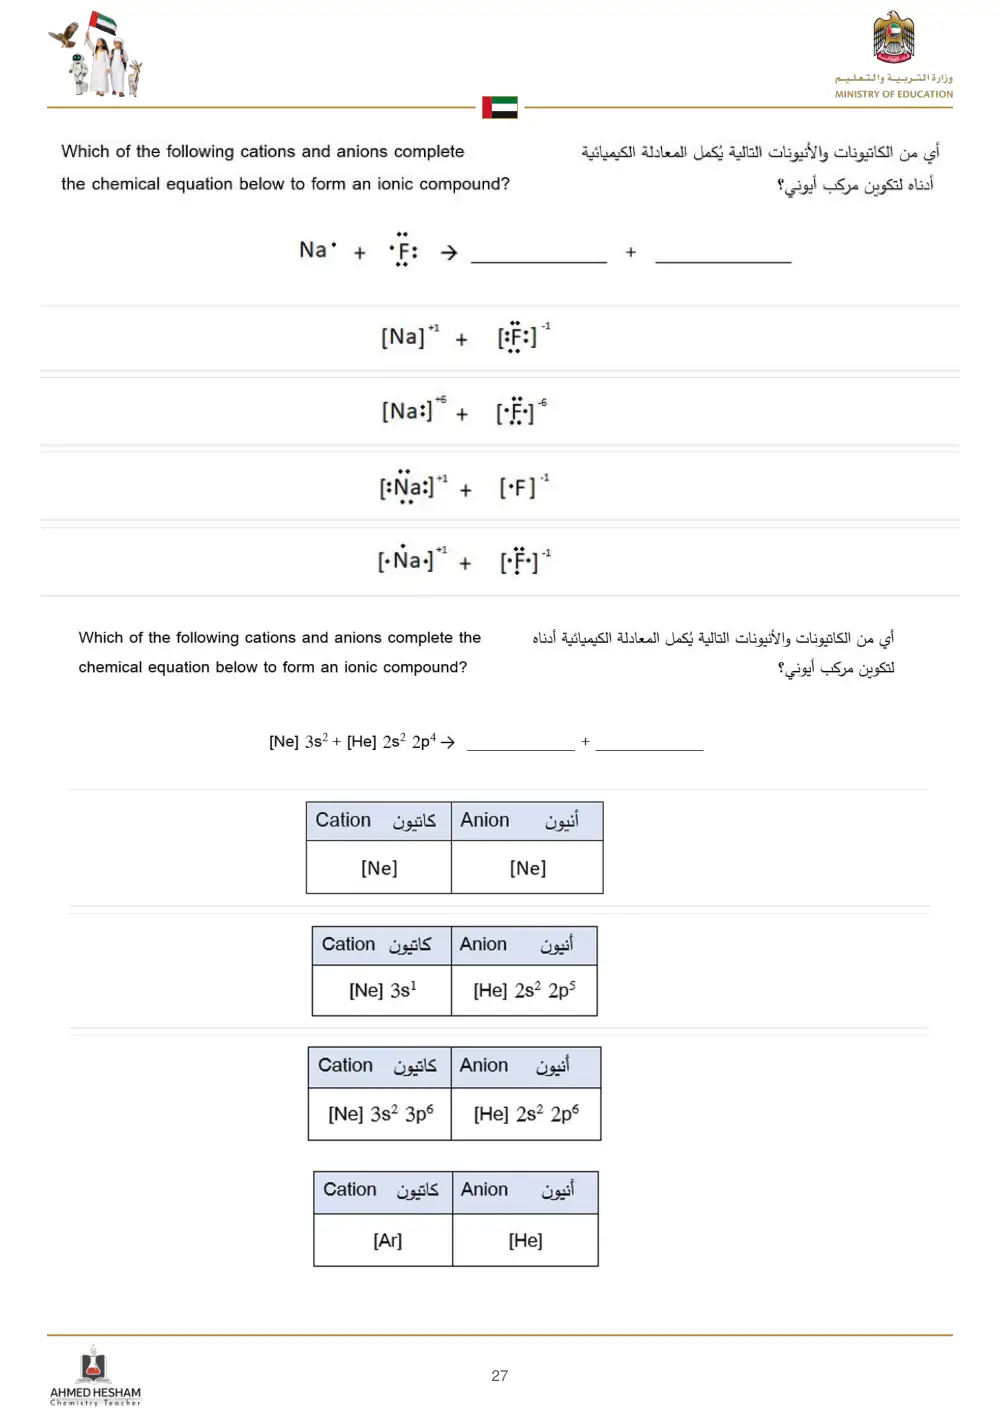 وزارة التربية والتعليم
MINISTRY OF EDUCATION
Which of the following cations and anions complete
the chemical equation below to form an ionic compound?
أي من الكاتيونات والأنيونات التالية يُكمل المعادلة الكيميائية
أدناه لتكوين مركب أيوني؟
Na• + •F: → ____________ + ____________
[Na]⁺¹ + [:F:]⁻¹
[Na:]⁺⁶ + [•F•]⁻⁶
[:Na:]⁺¹ + [•F]⁻¹
[•Na•]⁺¹ + [•F•]⁻¹
Which of the following cations and anions complete the
chemical equation below to form an ionic compound?
أي من الكاتيونات والأنيونات التالية يُكمل المعادلة الكيميائية أدناه
لتكوين مركب أيوني؟
[Ne] 3s² + [He] 2s² 2p⁴ → ____________ + ____________
Cation كاتيون Anion أنيون
[Ne] [Ne]
Cation كاتيون Anion أنيون
[Ne] 3s¹ [He] 2s² 2p⁵
Cation كاتيون Anion أنيون
[Ne] 3s² 3p⁶ [He] 2s² 2p⁶
Cation كاتيون Anion أنيون
[Ar] [He]
AHMED HESHAM
Chemistry Teacher
27